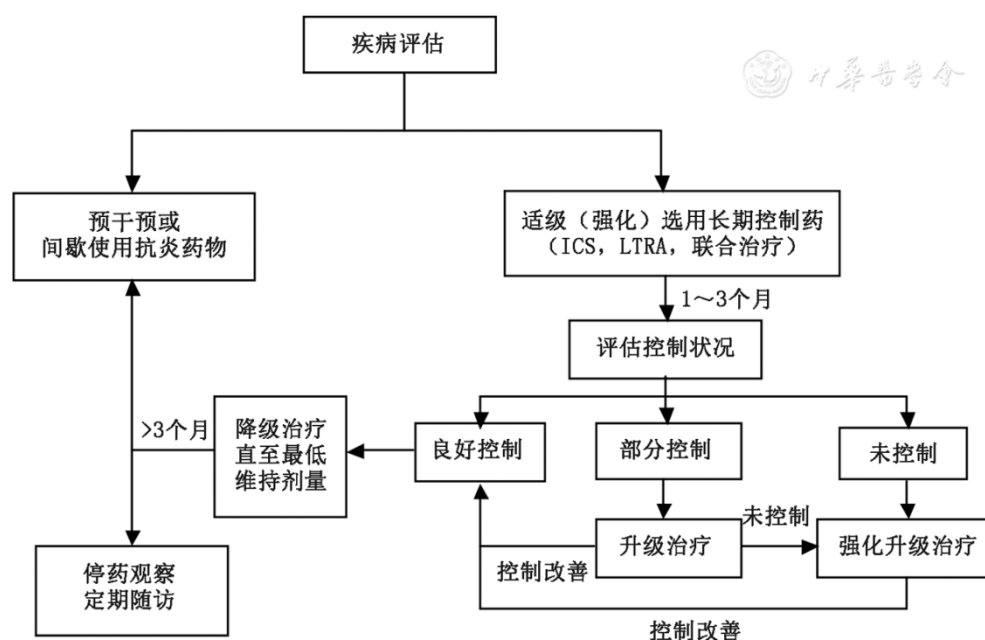 疾病评估
中华医学会
预干预或
间歇使用抗炎药物
适级（强化）选用长期控制药
（ICS，LTRA，联合治疗）
1～3个月
评估控制状况
>3个月
降级治疗
直至最低
维持剂量
良好控制
部分控制
未控制
停药观察
定期随访
升级治疗
未控制
强化升级治疗
控制改善
控制改善